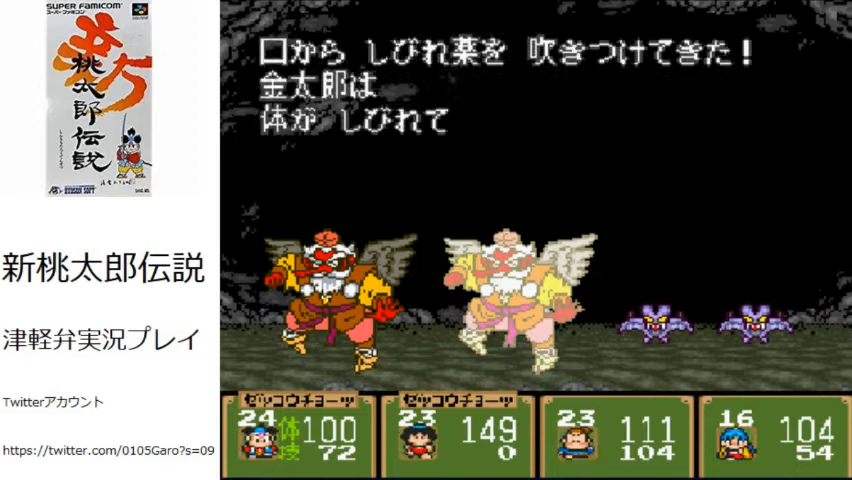 SUPER FAMICOM
スーパーファミコン
新
桃太郎伝説
HUDSON SOFT
新桃太郎伝説
津軽弁実況プレイ
Twitterアカウント
https://twitter.com/0105Garo?s=09
口から しびれ薬を 吹きつけてきた!
金太郎は
体が しびれて
ゼッコウチョーッ
24 体 100
技 72
ゼッコウチョーッ
23 149
0
23 111
104
16 104
54